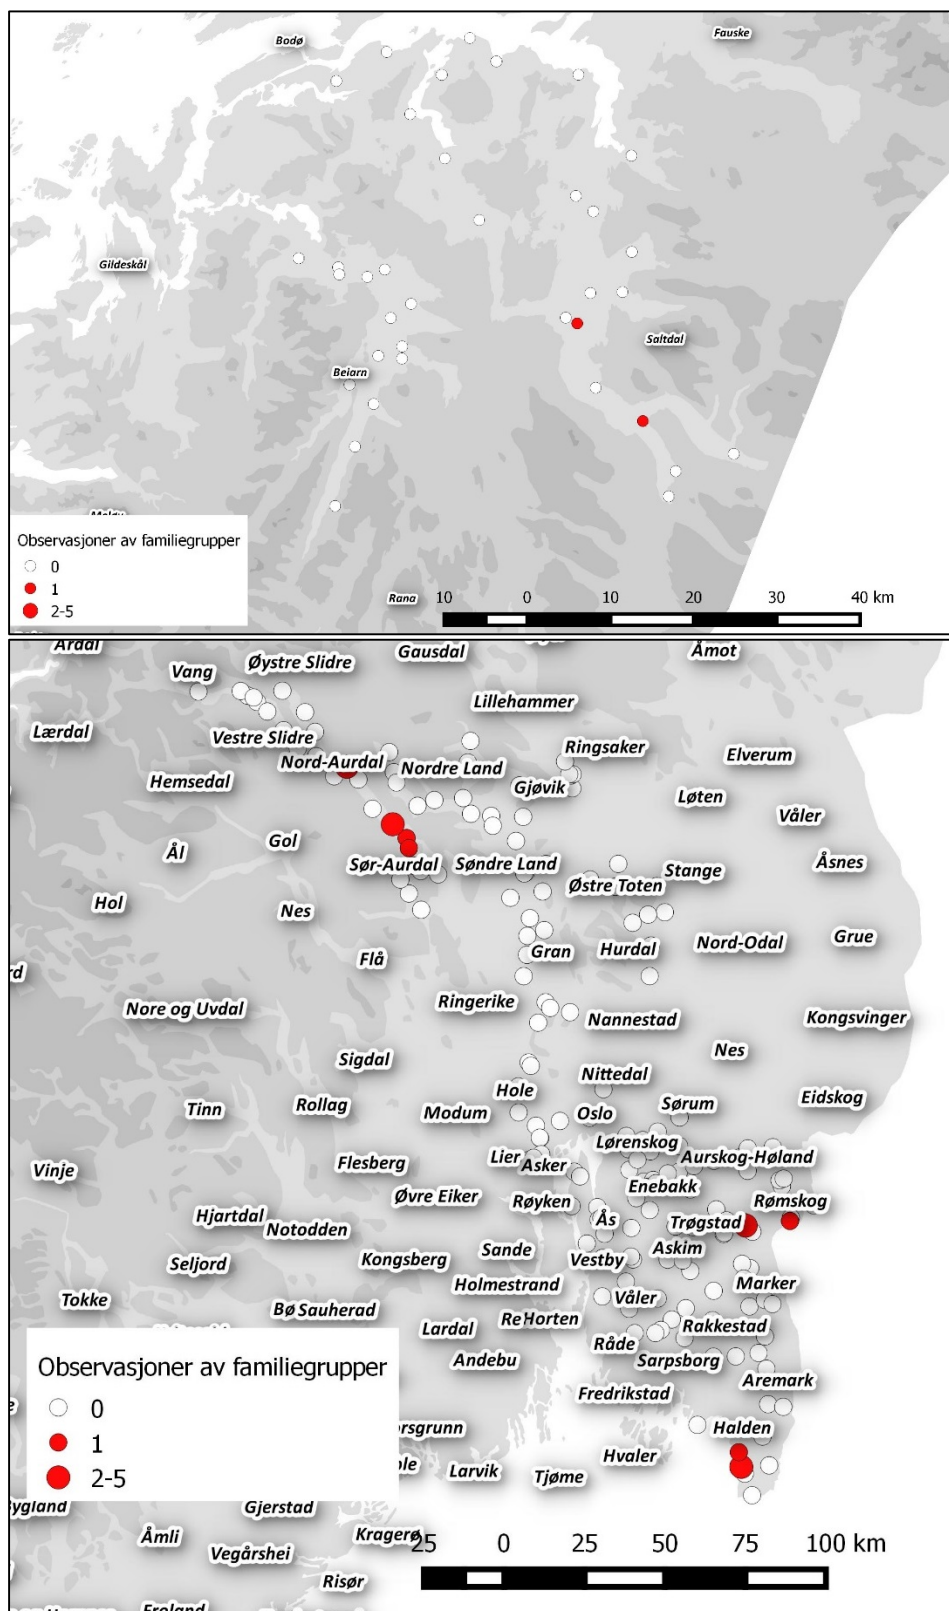 Bodø
Fauske
Gildeskål
Saltdal
Beiarn
Meløy
Observasjoner av familiegrupper
0
1
2-5
Rana
10 0 10 20 30 40 km
Årdal
Øystre Slidre
Gausdal
Åmot
Vang
Lillehammer
Lærdal
Vestre Slidre
Ringsaker
Elverum
Nord-Aurdal
Nordre Land
Hemsedal
Gjøvik
Løten
Våler
Gol
Ål
Sør-Aurdal
Søndre Land
Stange
Åsnes
Østre Toten
Hol
Nes
Flå
Gran
Hurdal
Nord-Odal
Grue
rd
Nore og Uvdal
Ringerike
Nannestad
Kongsvinger
Sigdal
Nes
Nittedal
Hole
Tinn
Rollag
Modum
Oslo
Sørum
Eidskog
Lørenskog
Vinje
Flesberg
Lier
Asker
Aurskog-Høland
Enebakk
Øvre Eiker
Røyken
Rømskog
Hjartdal
Notodden
Ås
Trøgstad
Seljord
Kongsberg
Sande
Vestby
Askim
Holmestrand
Marker
Tokke
Bø
Sauherad
Våler
Re
Horten
Lardal
Råde
Rakkestad
Andebu
Sarpsborg
Aremark
Fredrikstad
Observasjoner av familiegrupper
0
1
2-5
orsgrunn
Halden
Hvaler
Larvik
Tjøme
Bygland
Gjerstad
Åmli
Kragerø
Vegårshei
Risør
Froland
25 0 25 50 75 100 km